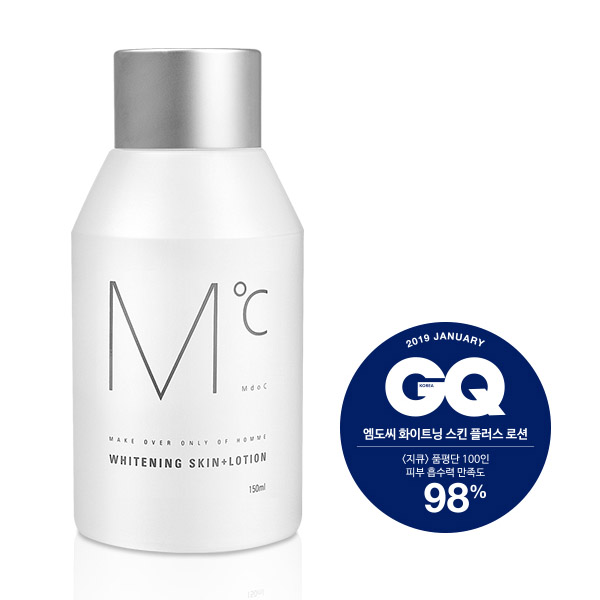 M°C
MdoC
MAKE OVER ONLY OF HOMME
WHITENING SKIN+LOTION
150ml
2019 JANUARY
GQ
KOREA
엠도씨 화이트닝 스킨 플러스 로션
〈지큐〉 품평단 100인
피부 흡수력 만족도
98%